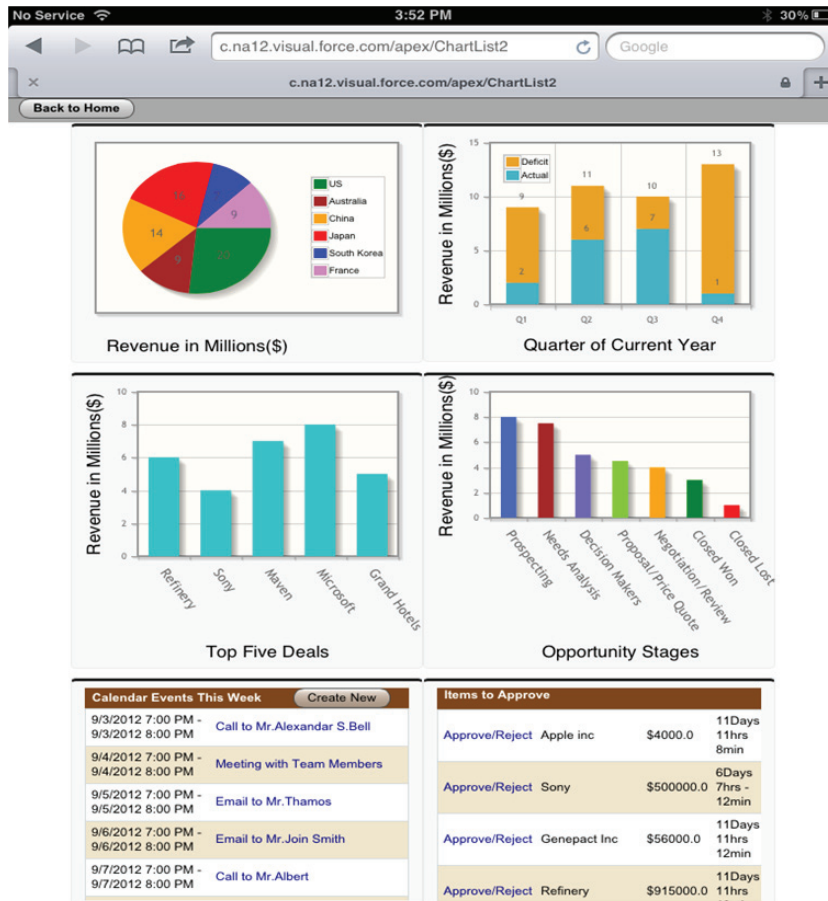 No Service 3:52 PM 30%
c.na12.visual.force.com/apex/ChartList2 Google
c.na12.visual.force.com/apex/ChartList2
Back to Home
14
9
9
US
Australia
China
Japan
South Korea
France
Revenue in Millions($)
Revenue in Millions($)
15
10
5
0
Deficit
Actual
9
11
10
13
2
6
7
1
Q1 Q2 Q3 Q4
Quarter of Current Year
Revenue in Millions($)
10
8
6
4
2
0
Refinery
Sony
Maven
Microsoft
Grand Hotels
Top Five Deals
Revenue in Millions($)
10
8
6
4
2
0
Prospecting
Needs Analysis
Decision Makers
Proposal/Price Quote
Negotiation/Review
Closed Won
Closed Lost
Opportunity Stages
Calendar Events This Week Create New
9/3/2012 7:00 PM -
9/3/2012 8:00 PM
Call to Mr.Alexandar S.Bell
9/4/2012 7:00 PM -
9/4/2012 8:00 PM
Meeting with Team Members
9/5/2012 7:00 PM -
9/5/2012 8:00 PM
Email to Mr.Thamos
9/6/2012 7:00 PM -
9/6/2012 8:00 PM
Email to Mr.Join Smith
9/7/2012 7:00 PM -
9/7/2012 8:00 PM
Call to Mr.Albert
Items to Approve
Approve/Reject Apple inc $4000.0
11Days
11hrs
8min
Approve/Reject Sony $500000.0
6Days
7hrs -
12min
Approve/Reject Genepact Inc $56000.0
11Days
11hrs
12min
Approve/Reject Refinery $915000.0
11Days
11hrs